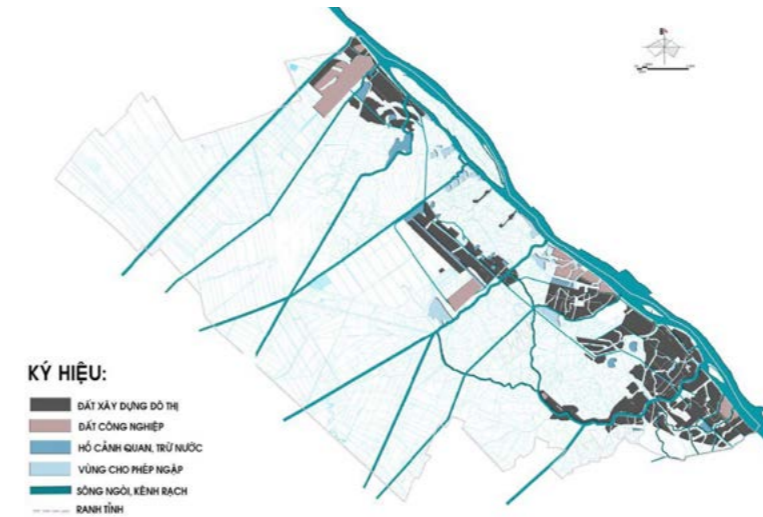 KÝ HIỆU:
ĐẤT XÂY DỰNG ĐÔ THỊ
ĐẤT CÔNG NGHIỆP
HỒ CẢNH QUAN, TRỮ NƯỚC
VÙNG CHO PHÉP NGẬP
SÔNG NGÒI, KÊNH RẠCH
RANH TỈNH